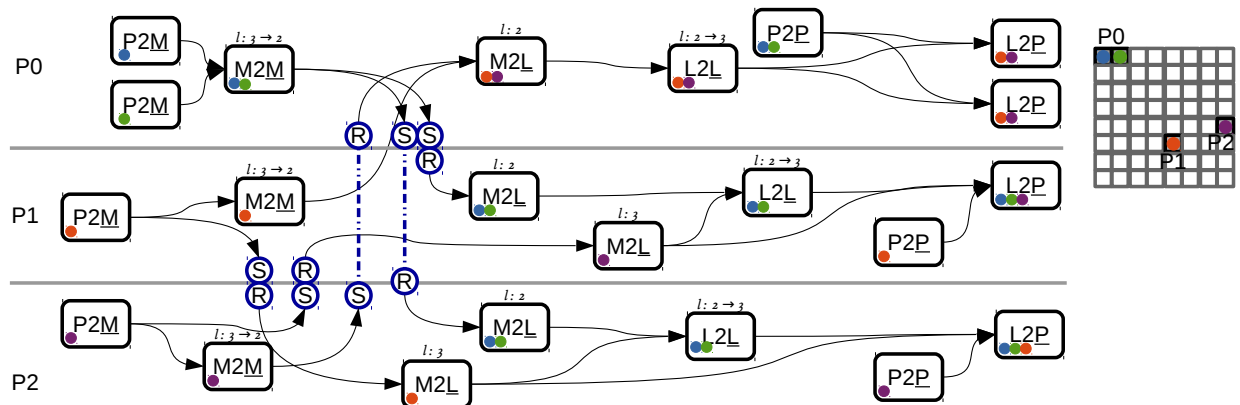 P0
P2M
P2M
l: 3 → 2
M2M
l: 2
M2L
l: 2 → 3
L2L
P2P
L2P
L2P
R
S
S
P1
R
P2M
l: 3 → 2
M2M
l: 2
M2L
l: 3
M2L
l: 2 → 3
L2L
P2P
L2P
S
R
P2
R
S
S
R
P2M
l: 3 → 2
M2M
l: 3
M2L
l: 2
M2L
l: 2 → 3
L2L
P2P
L2P
P0
P1
P2